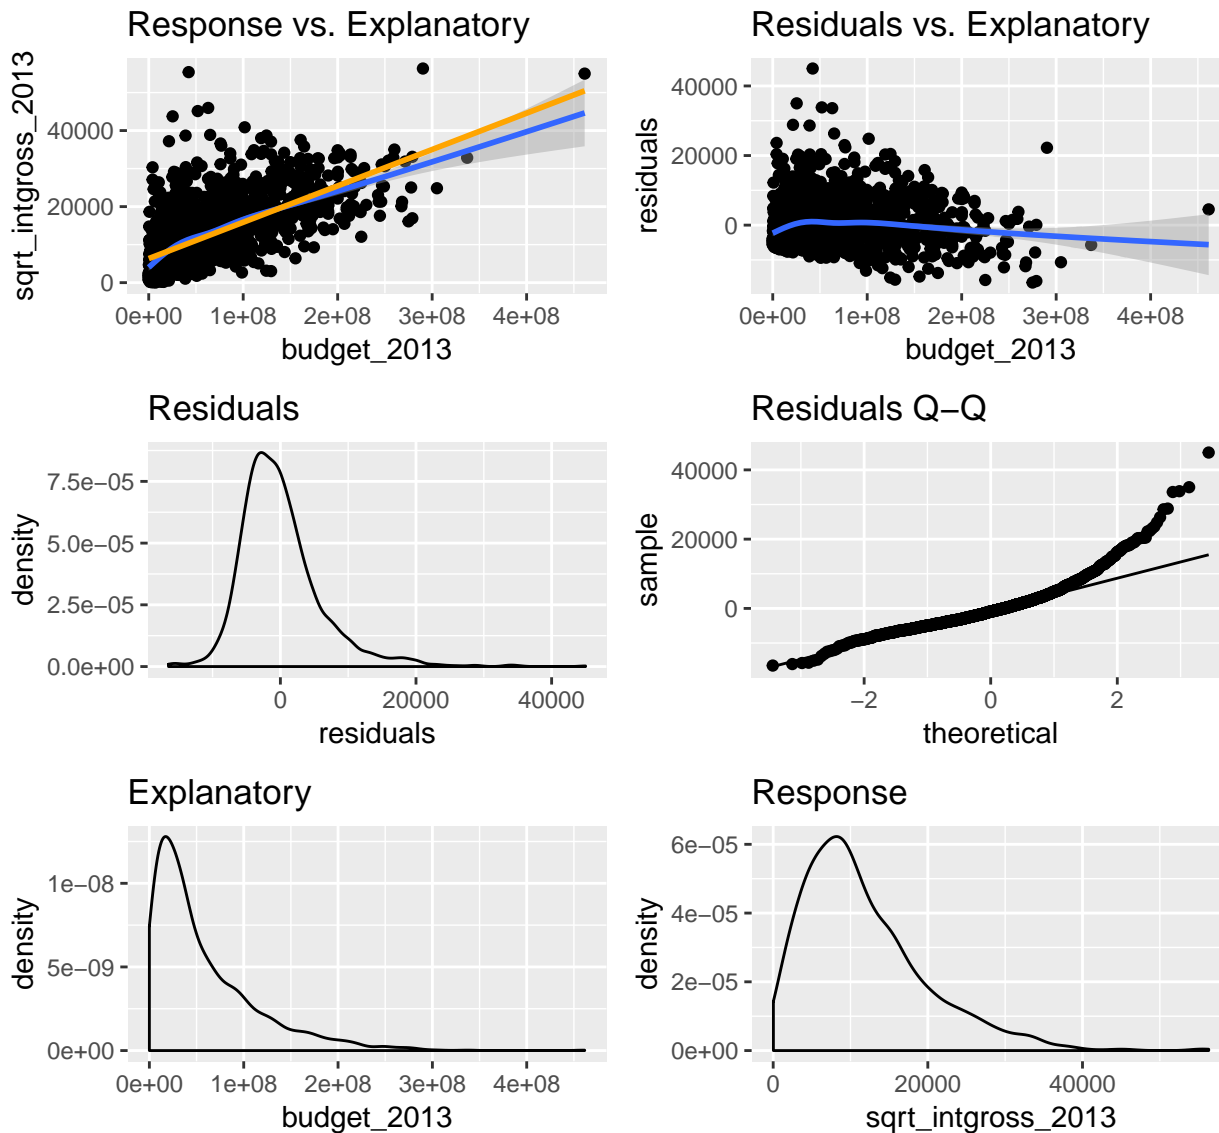 Response vs. Explanatory
sqrt_intgross_2013
40000
20000
0
0e+00 1e+08 2e+08 3e+08 4e+08
budget_2013
Residuals vs. Explanatory
residuals
40000
20000
0
0e+00 1e+08 2e+08 3e+08 4e+08
budget_2013
Residuals
density
7.5e−05
5.0e−05
2.5e−05
0.0e+00
0 20000 40000
residuals
Residuals Q−Q
sample
40000
20000
0
−2 0 2
theoretical
Explanatory
density
1e−08
5e−09
0e+00
0e+00 1e+08 2e+08 3e+08 4e+08
budget_2013
Response
density
6e−05
4e−05
2e−05
0e+00
0 20000 40000
sqrt_intgross_2013